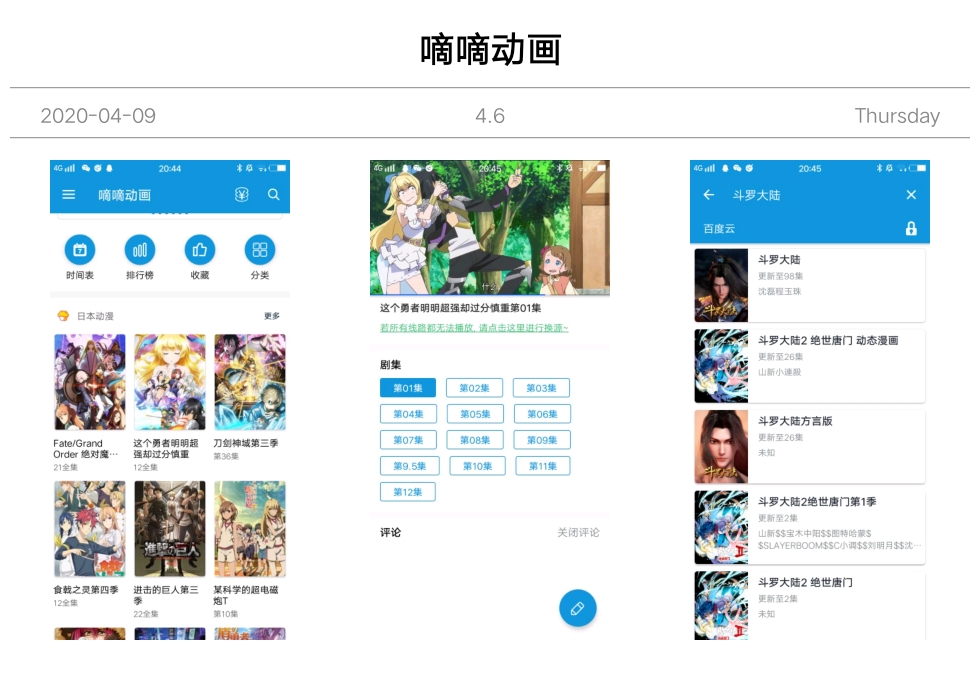 嘀嘀动画
2020-04-09
4.6
Thursday
4G
20:44
嘀嘀动画
时间表
排行榜
收藏
分类
日本动漫
更多
Fate/Grand
Order 绝对魔…
21全集
这个勇者明明超
强却过分慎重
12全集
刀剑神域第三季
第36集
進撃の巨人
食戟之灵第四季
12全集
进击的巨人第三
季
22全集
某科学的超电磁
炮T
第10集
4G
20:45
这个勇者明明超强却过分慎重第01集
若所有线路都无法播放, 请点击这里进行换源~
剧集
第01集
第02集
第03集
第04集
第05集
第06集
第07集
第08集
第09集
第9.5集
第10集
第11集
第12集
评论
关闭评论
4G
20:45
斗罗大陆
百度云
斗罗大陆
斗罗大陆
更新至98集
沈磊程玉珠
斗罗大陆2 绝世唐门 动态漫画
更新至26集
山新小連殺
斗罗大陆
斗罗大陆方言版
更新至26集
未知
斗罗大陆2绝世唐门第1季
更新至2集
山新$$宝木中阳$$图特哈蒙$
$SLAYERBOOM$$C小调$$刘明月$$沈…
斗罗大陆2 绝世唐门
更新至2集
未知